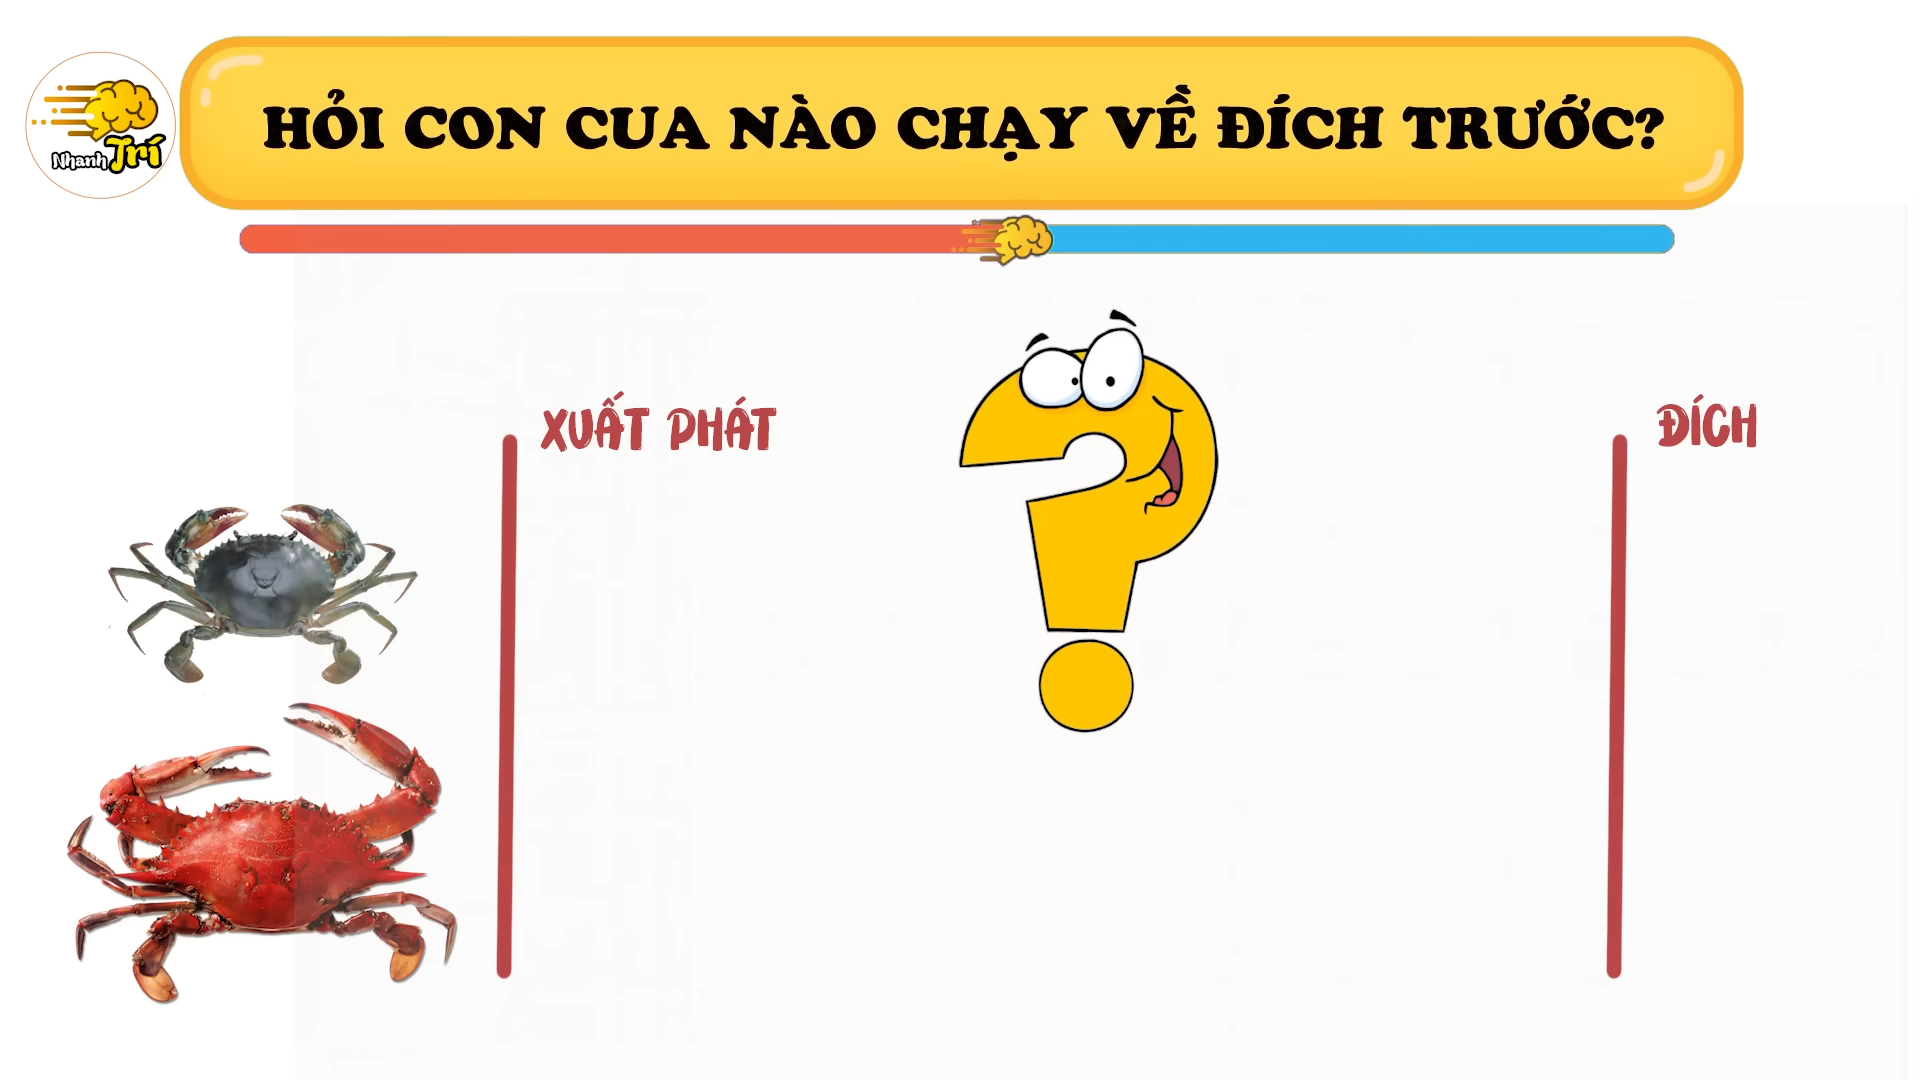 HỎI CON CUA NÀO CHẠY VỀ ĐÍCH TRƯỚC?
Nhanh Trí
XUẤT PHÁT
ĐÍCH